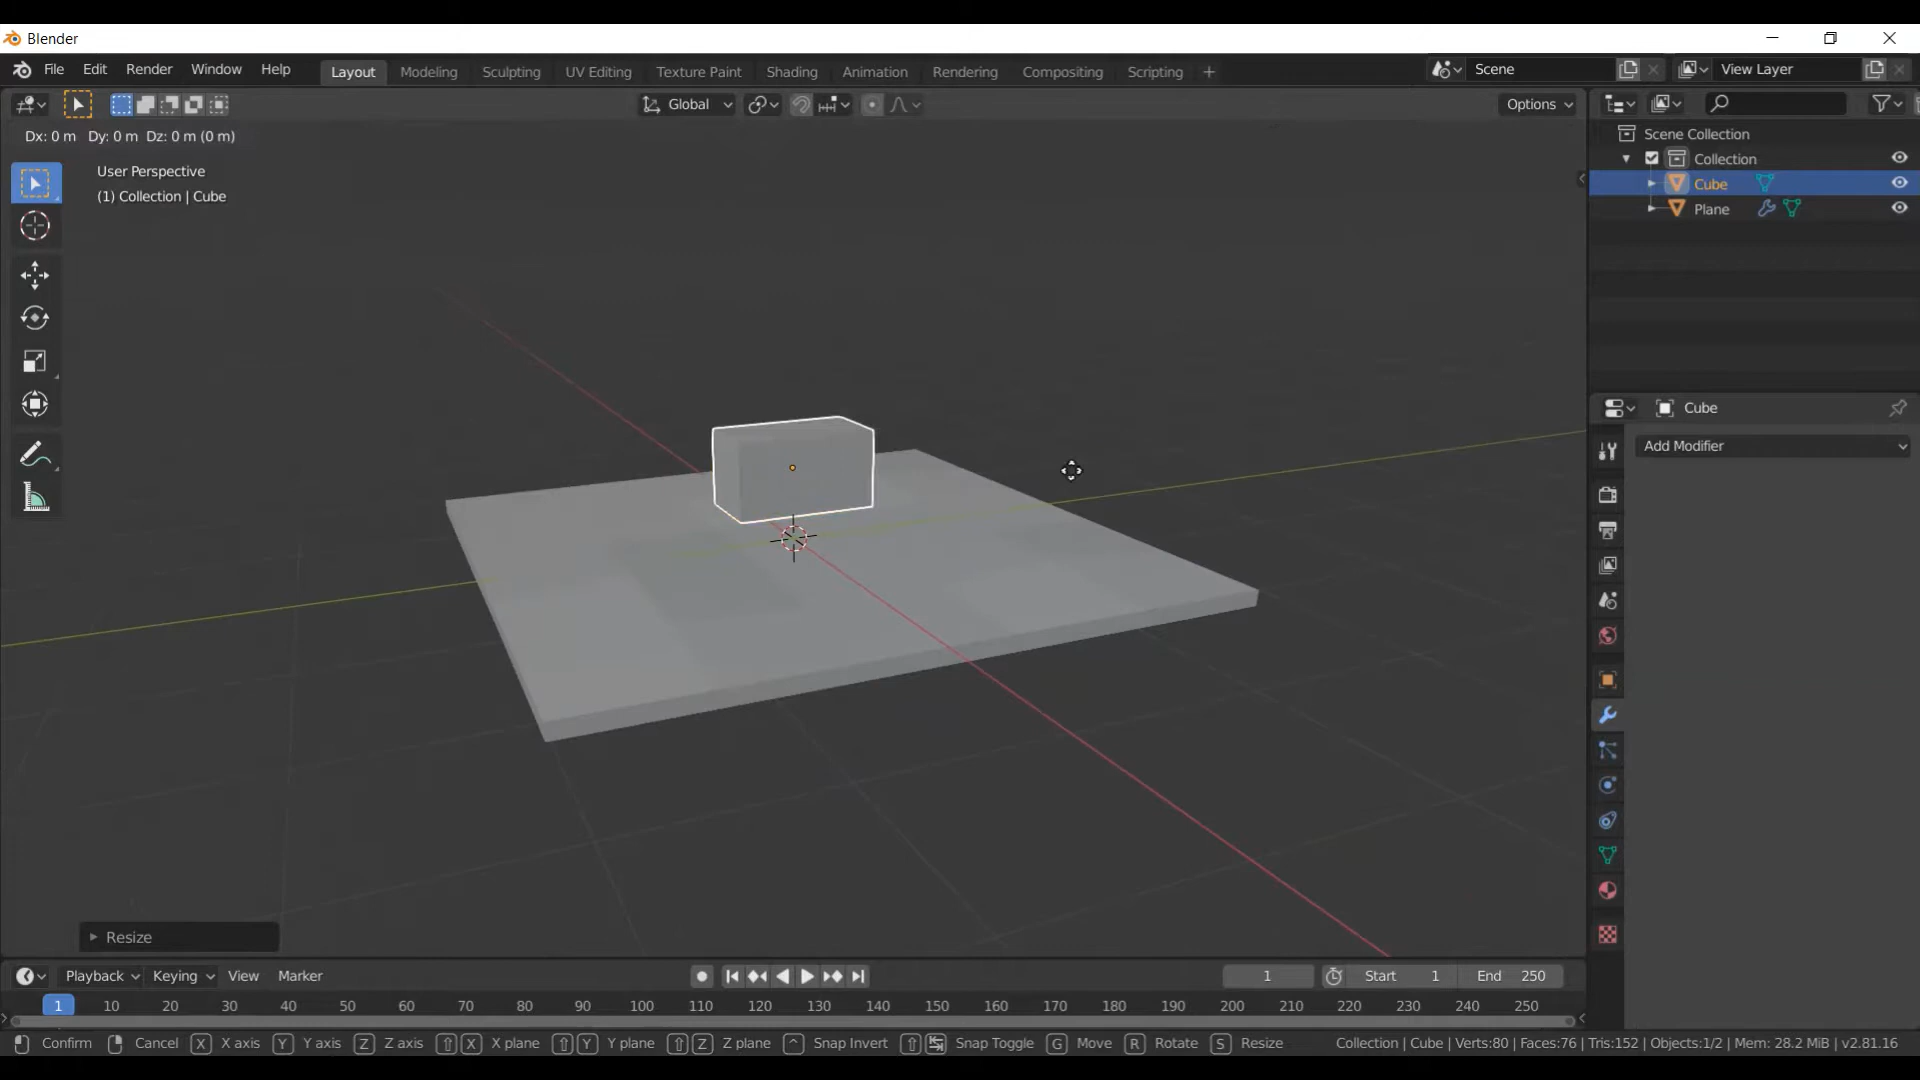 Blender
File Edit Render Window Help Layout Modeling Sculpting UV Editing Texture Paint Shading Animation Rendering Compositing Scripting + Scene View Layer
Global Options
Dx: 0 m Dy: 0 m Dz: 0 m (0 m)
User Perspective
(1) Collection | Cube
Scene Collection
Collection
Cube
Plane
Cube
Add Modifier
Resize
Playback Keying View Marker 1 Start 1 End 250
1 10 20 30 40 50 60 70 80 90 100 110 120 130 140 150 160 170 180 190 200 210 220 230 240 250
Confirm Cancel X X axis Y Y axis Z Z axis X X plane Y Y plane Z Z plane ^ Snap Invert Snap Toggle G Move R Rotate S Resize Collection | Cube | Verts:80 | Faces:76 | Tris:152 | Objects:1/2 | Mem: 28.2 MiB | v2.81.16